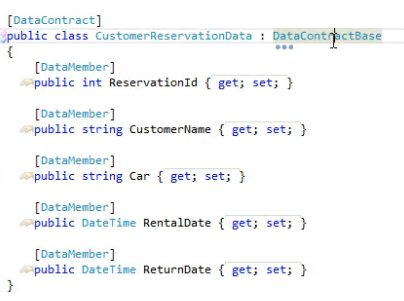 [DataContract]
public class CustomerReservationData : DataContractBase
{
[DataMember]
public int ReservationId { get; set; }
[DataMember]
public string CustomerName { get; set; }
[DataMember]
public string Car { get; set; }
[DataMember]
public DateTime RentalDate { get; set; }
[DataMember]
public DateTime ReturnDate { get; set; }
}